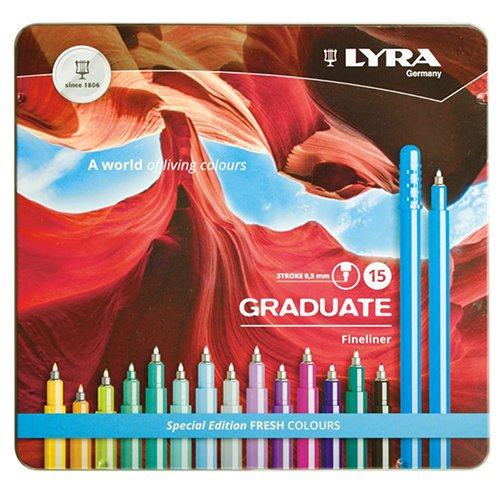 LYRA
Germany
since 1806
A world of living colours
STROKE 0,5 mm
15
GRADUATE
Fineliner
Special Edition FRESH COLOURS